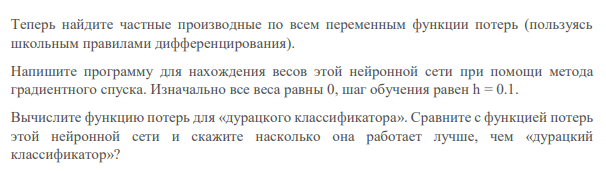 Теперь найдите частные производные по всем переменным функции потерь (пользуясь
школьным правилами дифференцирования).
Напишите программу для нахождения весов этой нейронной сети при помощи метода
градиентного спуска. Изначально все веса равны 0, шаг обучения равен h = 0.1.
Вычислите функцию потерь для «дурацкого классификатора». Сравните с функцией потерь
этой нейронной сети и скажите насколько она работает лучше, чем «дурацкий
классификатор»?